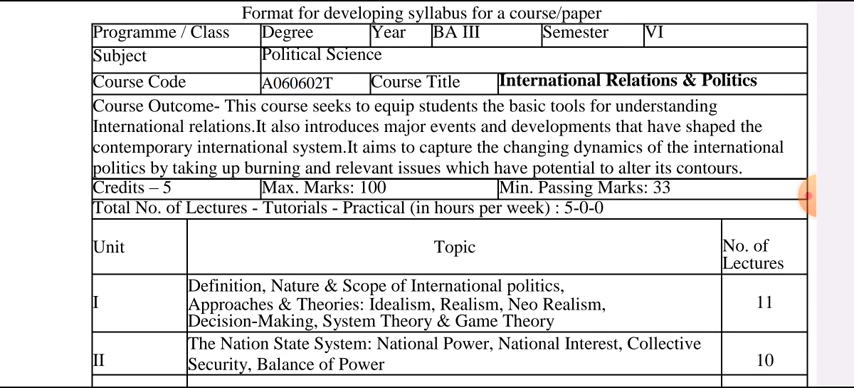 Format for developing syllabus for a course/paper
Programme / Class Degree Year BA III Semester VI
Subject Political Science
Course Code A060602T Course Title International Relations & Politics
Course Outcome- This course seeks to equip students the basic tools for understanding
International relations.It also introduces major events and developments that have shaped the
contemporary international system.It aims to capture the changing dynamics of the international
politics by taking up burning and relevant issues which have potential to alter its contours.
Credits – 5 Max. Marks: 100 Min. Passing Marks: 33
Total No. of Lectures - Tutorials - Practical (in hours per week) : 5-0-0
Unit Topic No. of
Lectures
Definition, Nature & Scope of International politics,
I Approaches & Theories: Idealism, Realism, Neo Realism, 11
Decision-Making, System Theory & Game Theory
The Nation State System: National Power, National Interest, Collective
II Security, Balance of Power 10